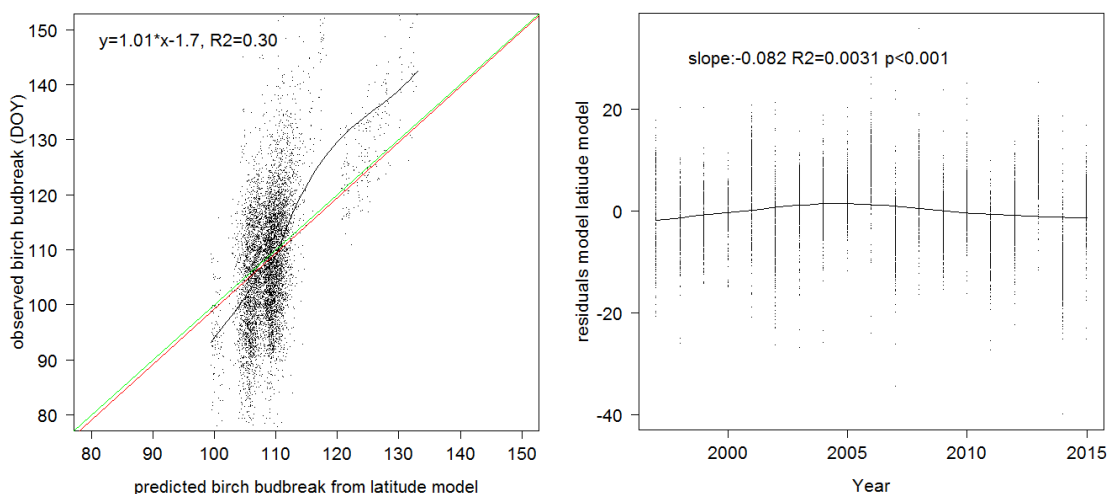 y=1.01*x-1.7, R2=0.30
observed birch budbreak (DOY)
150
140
130
120
110
100
90
80
80 90 100 110 120 130 140 150
predicted birch budbreak from latitude model
slope:-0.082 R2=0.0031 p<0.001
residuals model latiude model
20
0
-20
-40
2000 2005 2010 2015
Year